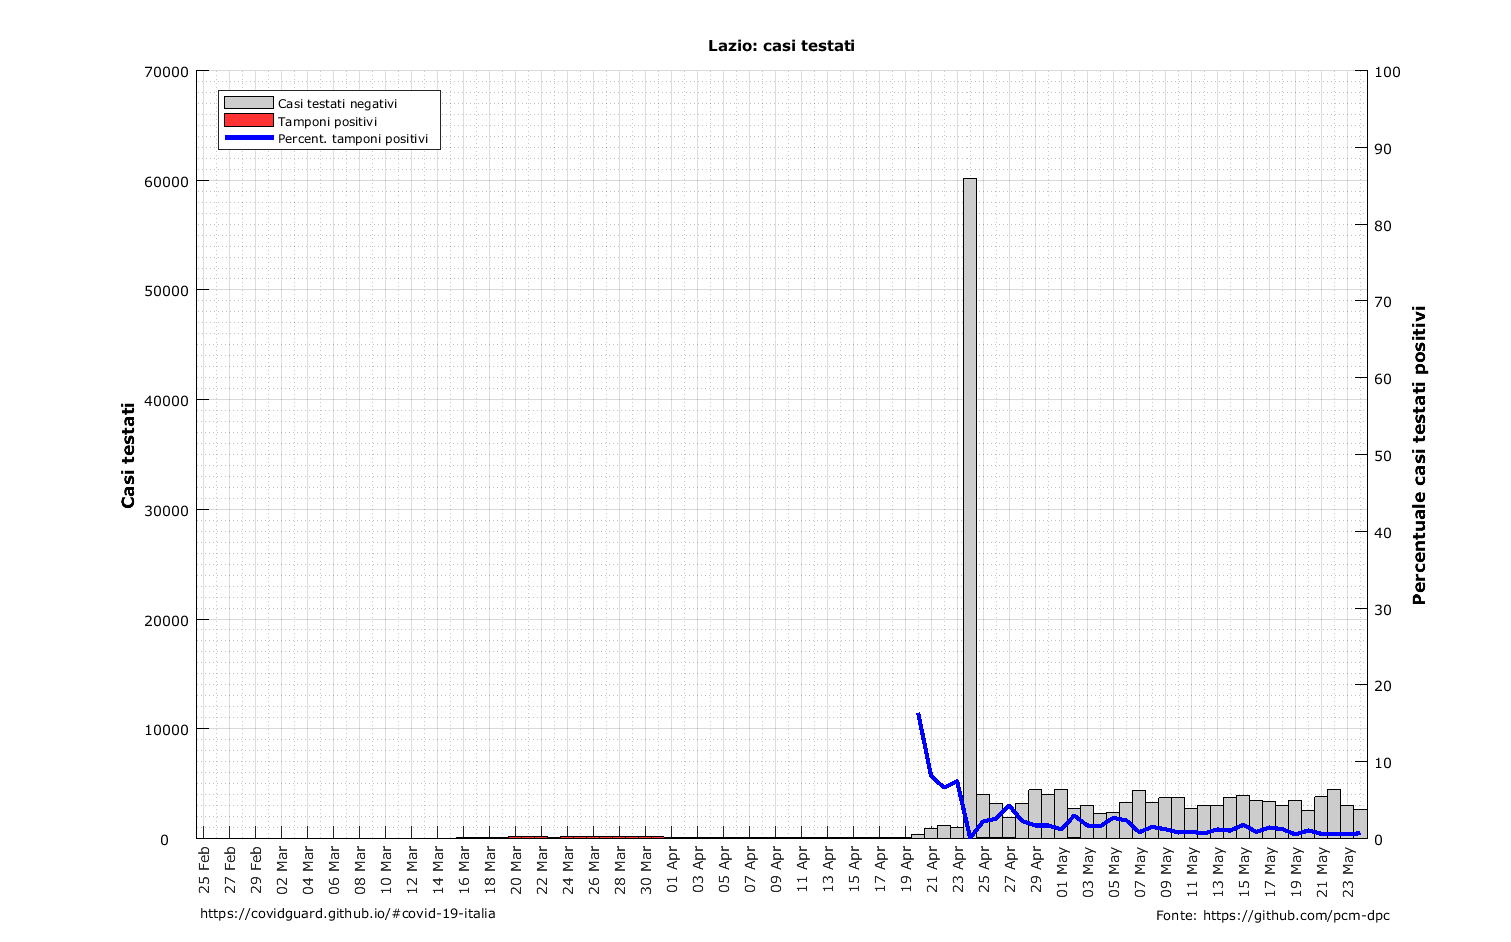 Lazio: casi testati
70000
60000
50000
40000
30000
20000
10000
0
Casi testati
Casi testati negativi
Tamponi positivi
Percent. tamponi positivi
100
90
80
70
60
50
40
30
20
10
0
Percentuale casi testati positivi
25 Feb
27 Feb
29 Feb
02 Mar
04 Mar
06 Mar
08 Mar
10 Mar
12 Mar
14 Mar
16 Mar
18 Mar
20 Mar
22 Mar
24 Mar
26 Mar
28 Mar
30 Mar
01 Apr
03 Apr
05 Apr
07 Apr
09 Apr
11 Apr
13 Apr
15 Apr
17 Apr
19 Apr
21 Apr
23 Apr
25 Apr
27 Apr
29 Apr
01 May
03 May
05 May
07 May
09 May
11 May
13 May
15 May
17 May
19 May
21 May
23 May
https://covidguard.github.io/#covid-19-italia
Fonte: https://github.com/pcm-dpc